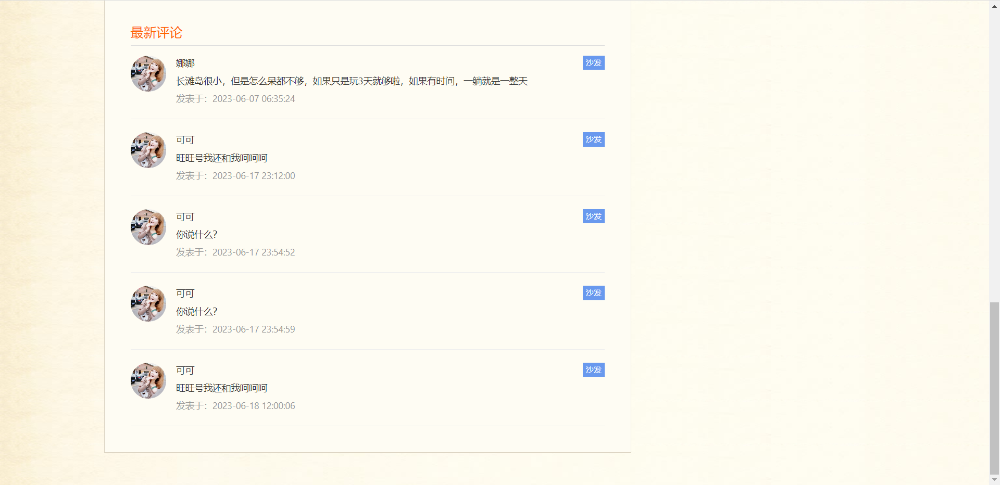 最新评论
娜娜
沙发
长滩岛很小，但是怎么呆都不够，如果只是玩3天就够啦，如果有时间，一躺就是一整天
发表于：2023-06-07 06:35:24
可可
沙发
旺旺号我还和我呵呵呵
发表于：2023-06-17 23:12:00
可可
沙发
你说什么?
发表于：2023-06-17 23:54:52
可可
沙发
你说什么?
发表于：2023-06-17 23:54:59
可可
沙发
旺旺号我还和我呵呵呵
发表于：2023-06-18 12:00:06